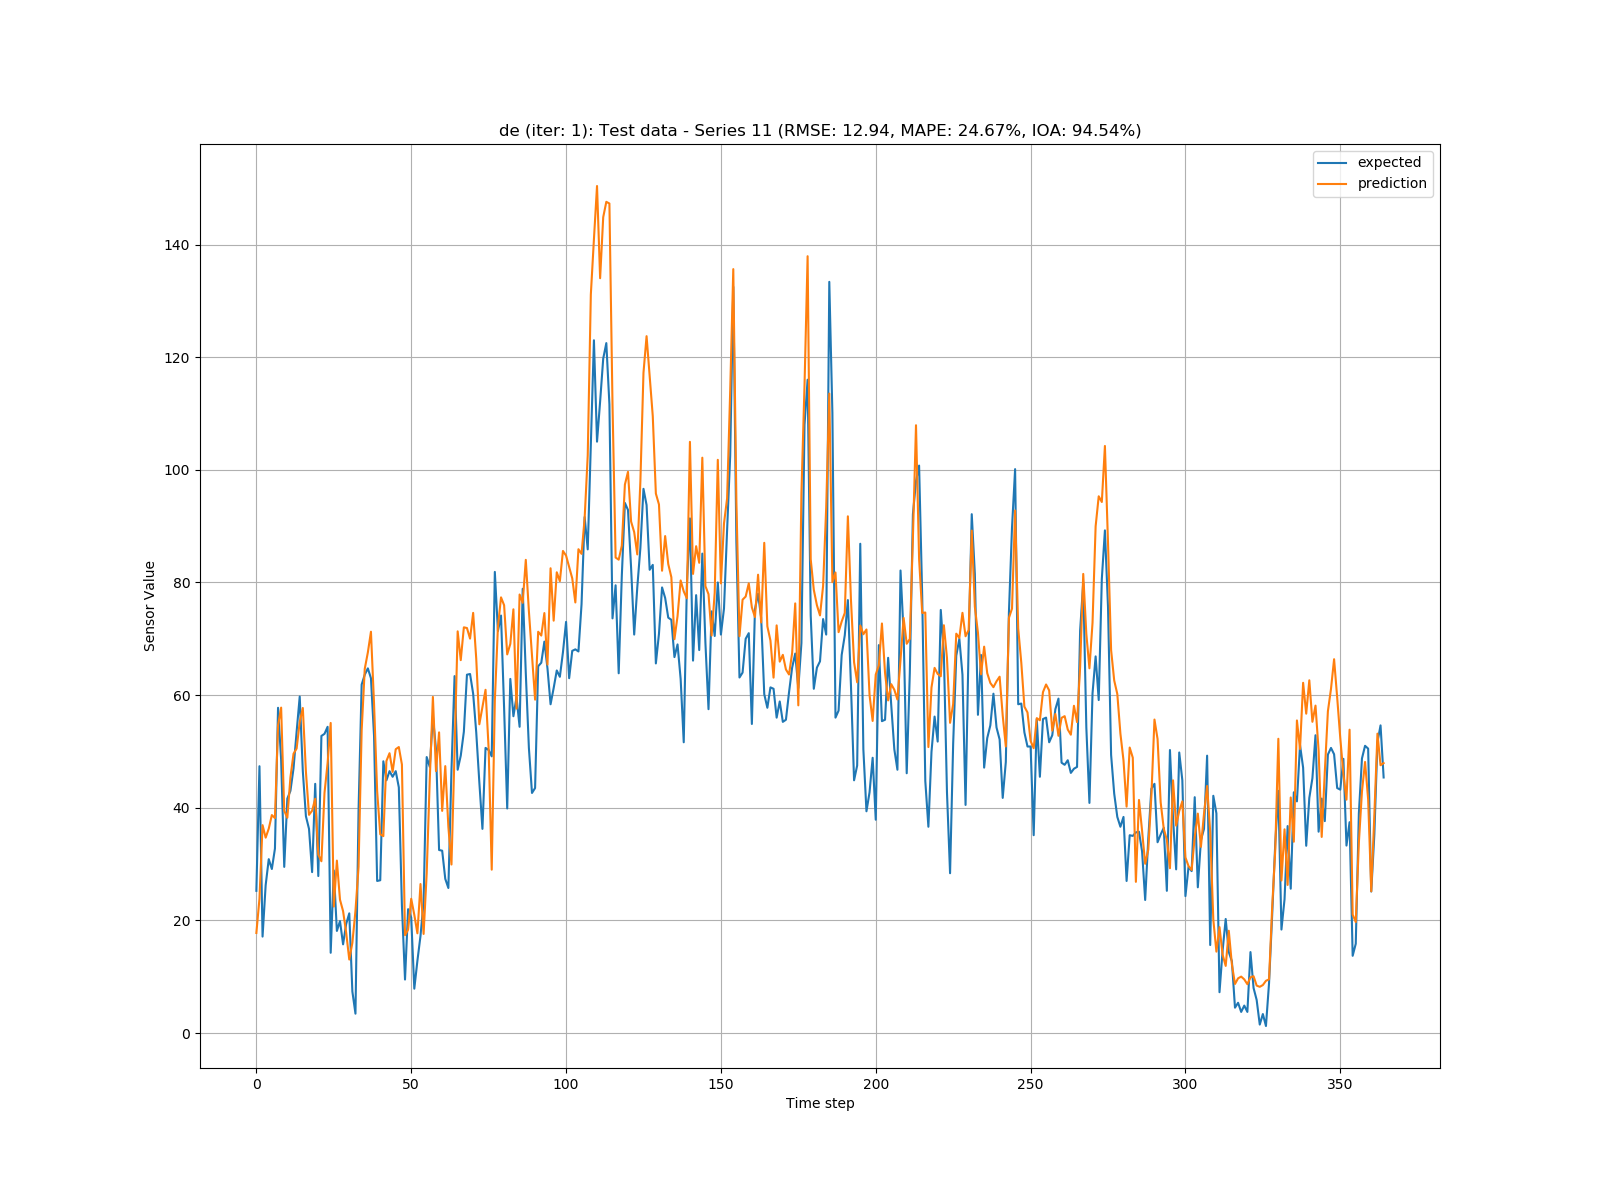 de (iter: 1): Test data - Series 11 (RMSE: 12.94, MAPE: 24.67%, IOA: 94.54%)
expected
prediction
140
120
100
80
60
40
20
0
Sensor Value
0 50 100 150 200 250 300 350
Time step